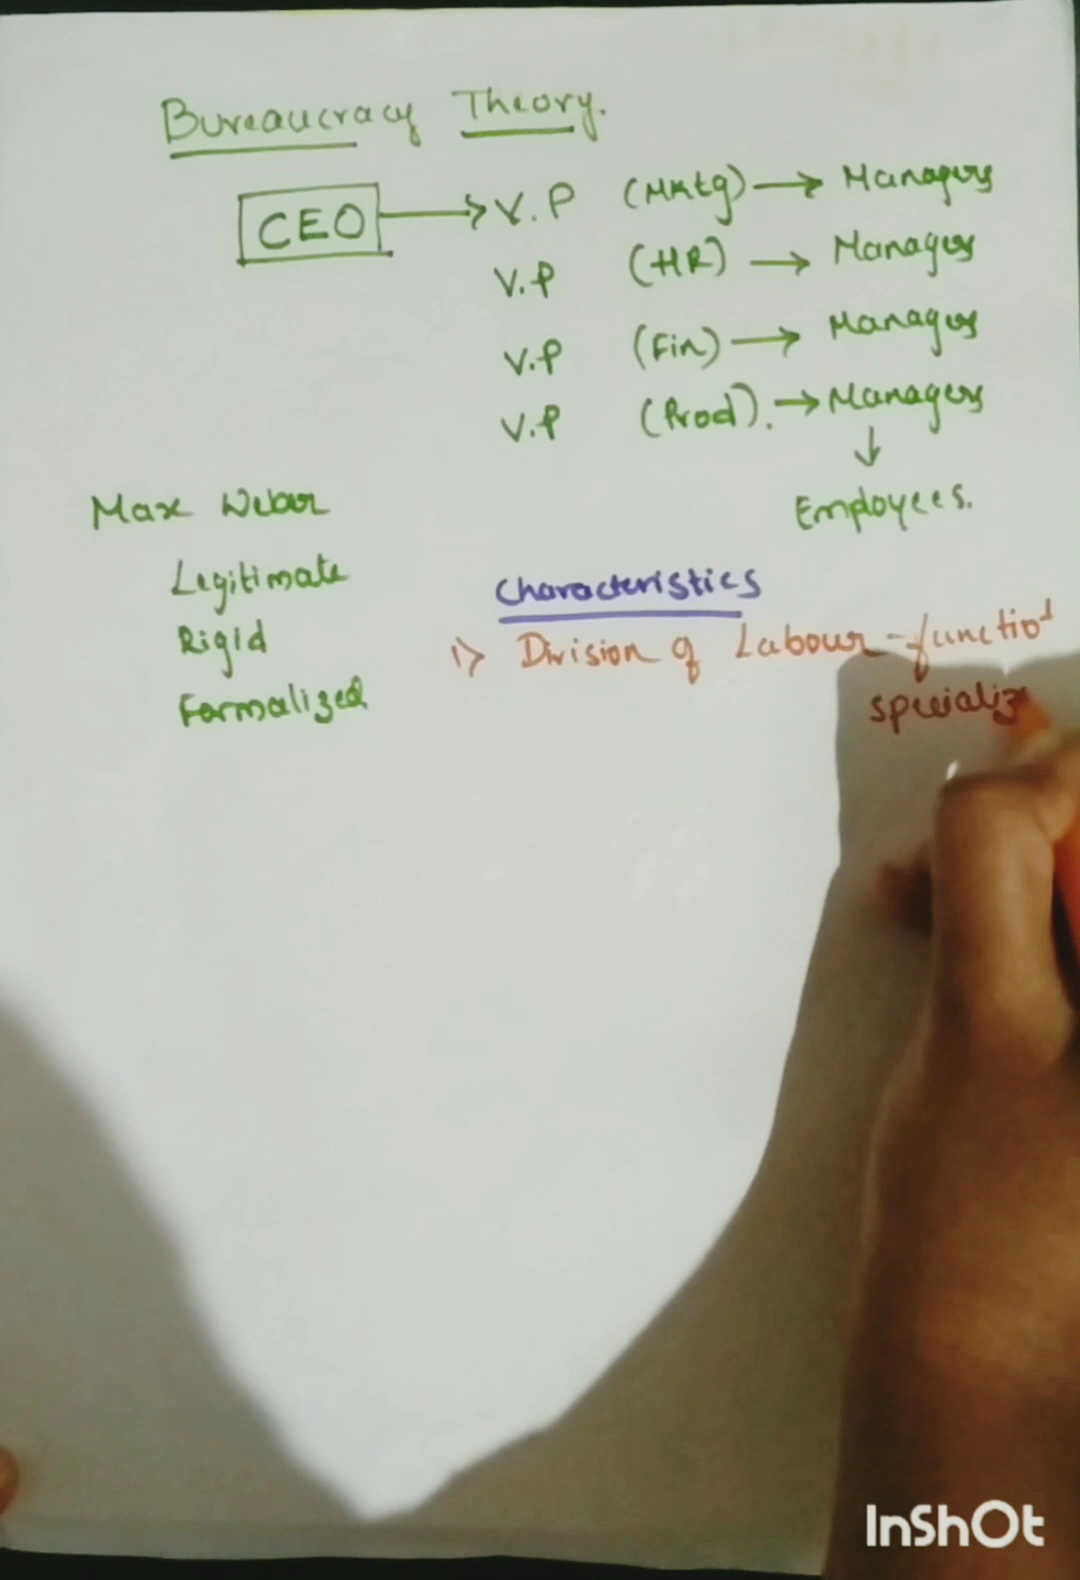 Bureaucracy Theory.
CEO → V.P (Mktg) → Managers
V.P (HR) → Managers
V.P (Fin) → Managers
V.P (Prod). → Managers
↓
Employees.
Max Weber
Legitimate
Rigid
Formalized
Characteristics
1> Division of Labour - functional
specializ
InShOt